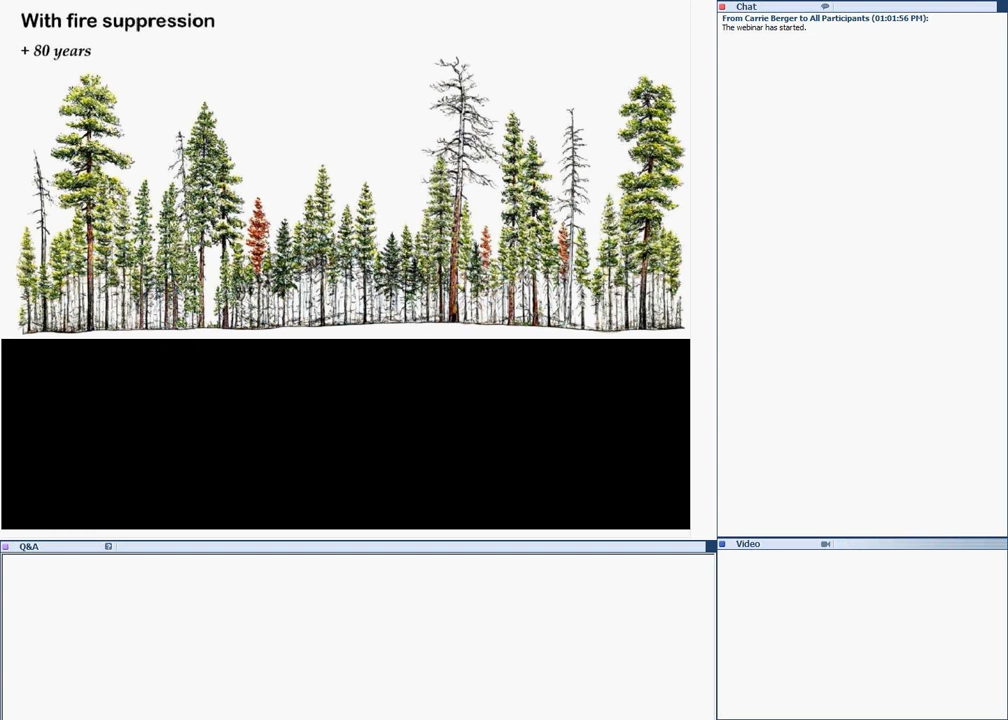 With fire suppression
+ 80 years
Chat
From Carrie Berger to All Participants (01:01:56 PM):
The webinar has started.
Q&A
Video